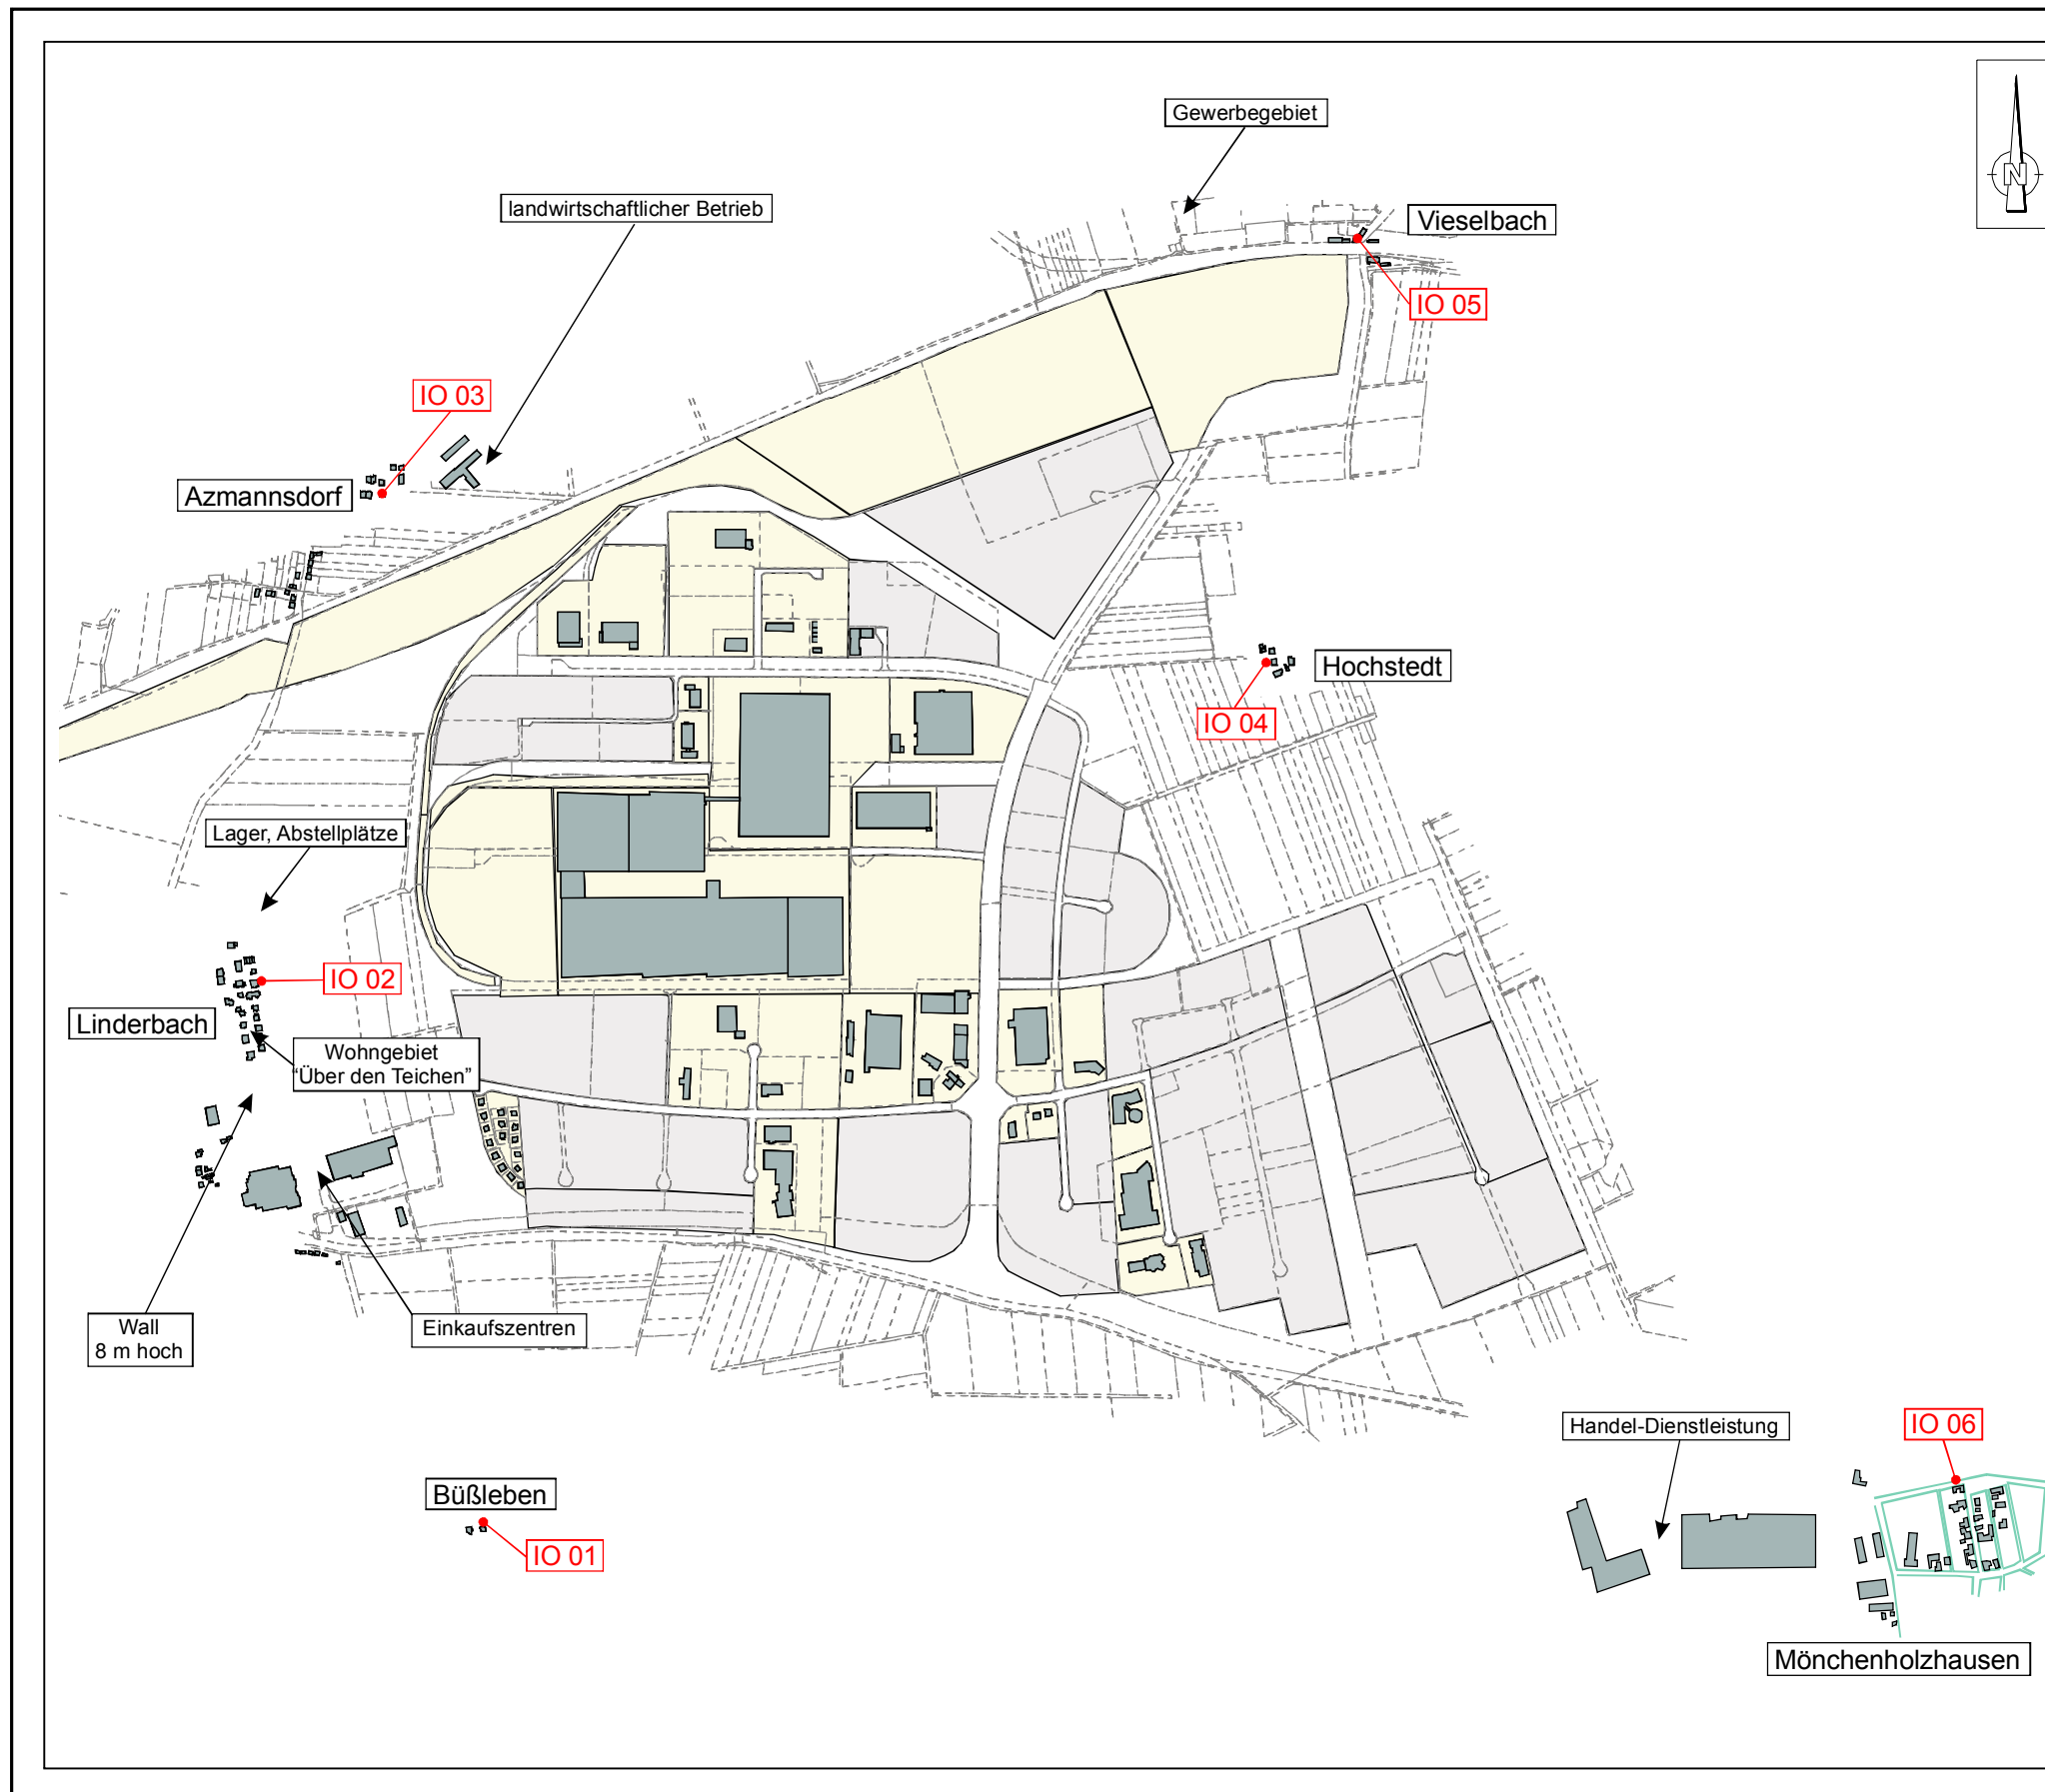 Gewerbegebiet
N
landwirtschaftlicher Betrieb
Vieselbach
IO 05
IO 03
Azmannsdorf
Hochstedt
IO 04
Lager, Abstellplätze
IO 02
Linderbach
Wohngebiet
“Über den Teichen”
Wall
8 m hoch
Einkaufszentren
Handel-Dienstleistung
IO 06
Büßleben
IO 01
Mönchenholzhausen